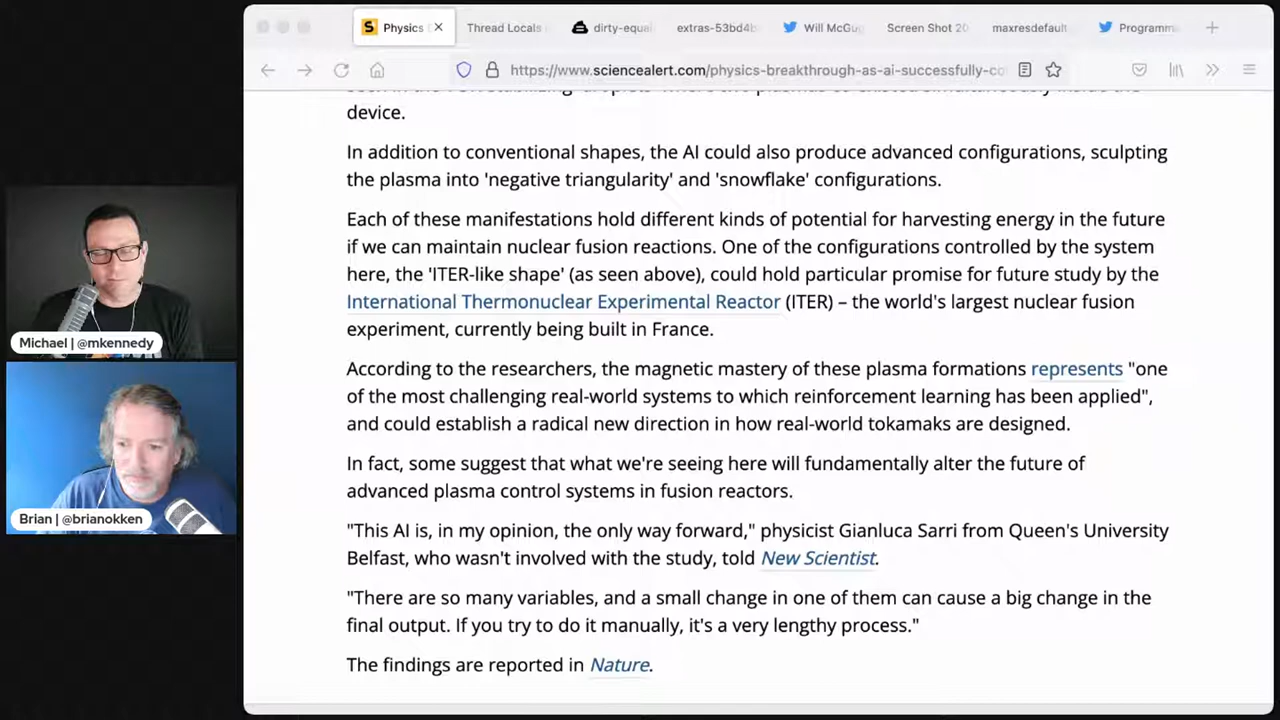 Physics
Thread Locals
dirty-equal
extras-53bd4b
Will McGug
Screen Shot 20
maxresdefault
Programm
https://www.sciencealert.com/physics-breakthrough-as-ai-successfully-co
device.
In addition to conventional shapes, the AI could also produce advanced configurations, sculpting
the plasma into 'negative triangularity' and 'snowflake' configurations.
Each of these manifestations hold different kinds of potential for harvesting energy in the future
if we can maintain nuclear fusion reactions. One of the configurations controlled by the system
here, the 'ITER-like shape' (as seen above), could hold particular promise for future study by the
International Thermonuclear Experimental Reactor (ITER) – the world's largest nuclear fusion
experiment, currently being built in France.
According to the researchers, the magnetic mastery of these plasma formations represents "one
of the most challenging real-world systems to which reinforcement learning has been applied",
and could establish a radical new direction in how real-world tokamaks are designed.
In fact, some suggest that what we're seeing here will fundamentally alter the future of
advanced plasma control systems in fusion reactors.
"This AI is, in my opinion, the only way forward," physicist Gianluca Sarri from Queen's University
Belfast, who wasn't involved with the study, told New Scientist.
"There are so many variables, and a small change in one of them can cause a big change in the
final output. If you try to do it manually, it's a very lengthy process."
The findings are reported in Nature.
Michael | @mkennedy
Brian | @brianokken